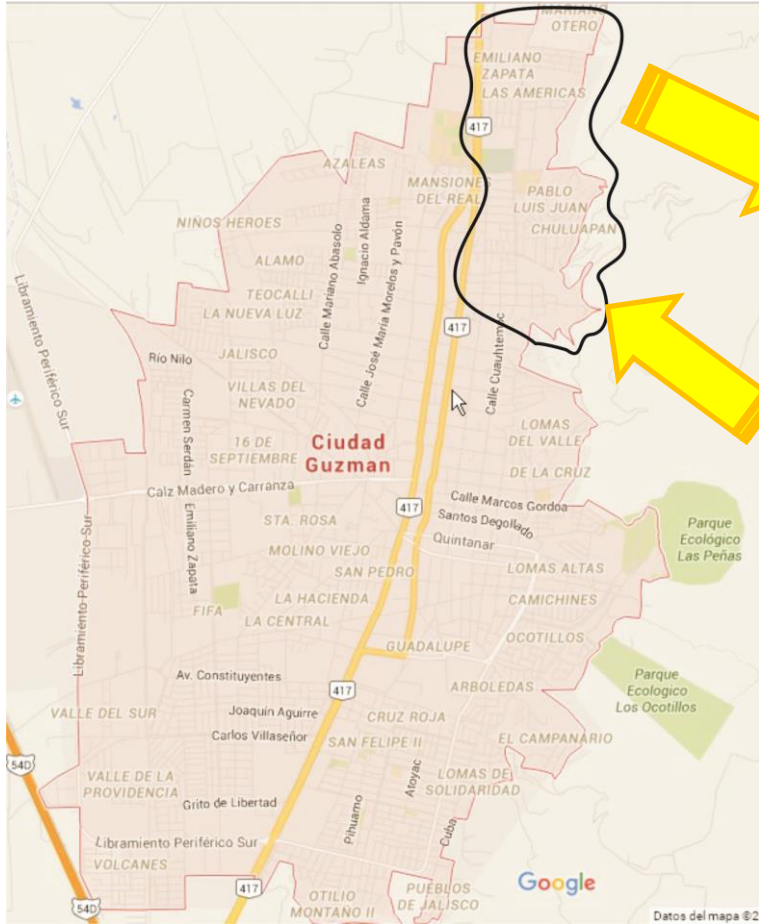 MARIANO
OTERO
EMILIANO
ZAPATA
LAS AMERICAS
417
AZALEAS
MANSIONES
DEL REAL
PABLO
LUIS JUAN
CHULUAPAN
NIÑOS HEROES
Calle Mariano Abasolo
Ignacio Aldama
Calle José María Morelos y Pavón
ALAMO
TEOCALLI
LA NUEVA LUZ
Libramiento Periférico Sur
417
Calle Cuauhtemoc
Río Nilo
JALISCO
VILLAS DEL
NEVADO
Carmen Serdán
16 DE
SEPTIEMBRE
Ciudad
Guzman
LOMAS
DEL VALLE
DE LA CRUZ
Calz Madero y Carranza
417
Calle Marcos Gordoa
Santos Degollado
Quintanar
Emiliano Zapata
STA. ROSA
MOLINO VIEJO
SAN PEDRO
Parque
Ecológico
Las Peñas
LOMAS ALTAS
CAMICHINES
Libramiento Periférico Sur
LA HACIENDA
FIFA
LA CENTRAL
GUADALUPE
OCOTILLOS
Av. Constituyentes
417
ARBOLEDAS
Parque
Ecologico
Los Ocotillos
VALLE DEL SUR
Joaquín Aguirre
CRUZ ROJA
Carlos Villaseñor
SAN FELIPE II
EL CAMPANARIO
54D
VALLE DE LA
PROVIDENCIA
Atoyac
LOMAS DE
SOLIDARIDAD
Grito de Libertad
Pihuamo
Cuba
Libramiento Periférico Sur
VOLCANES
417
OTILIO
MONTAÑO II
PUEBLOS
DE JALISCO
Google
54D
Datos del mapa ©2